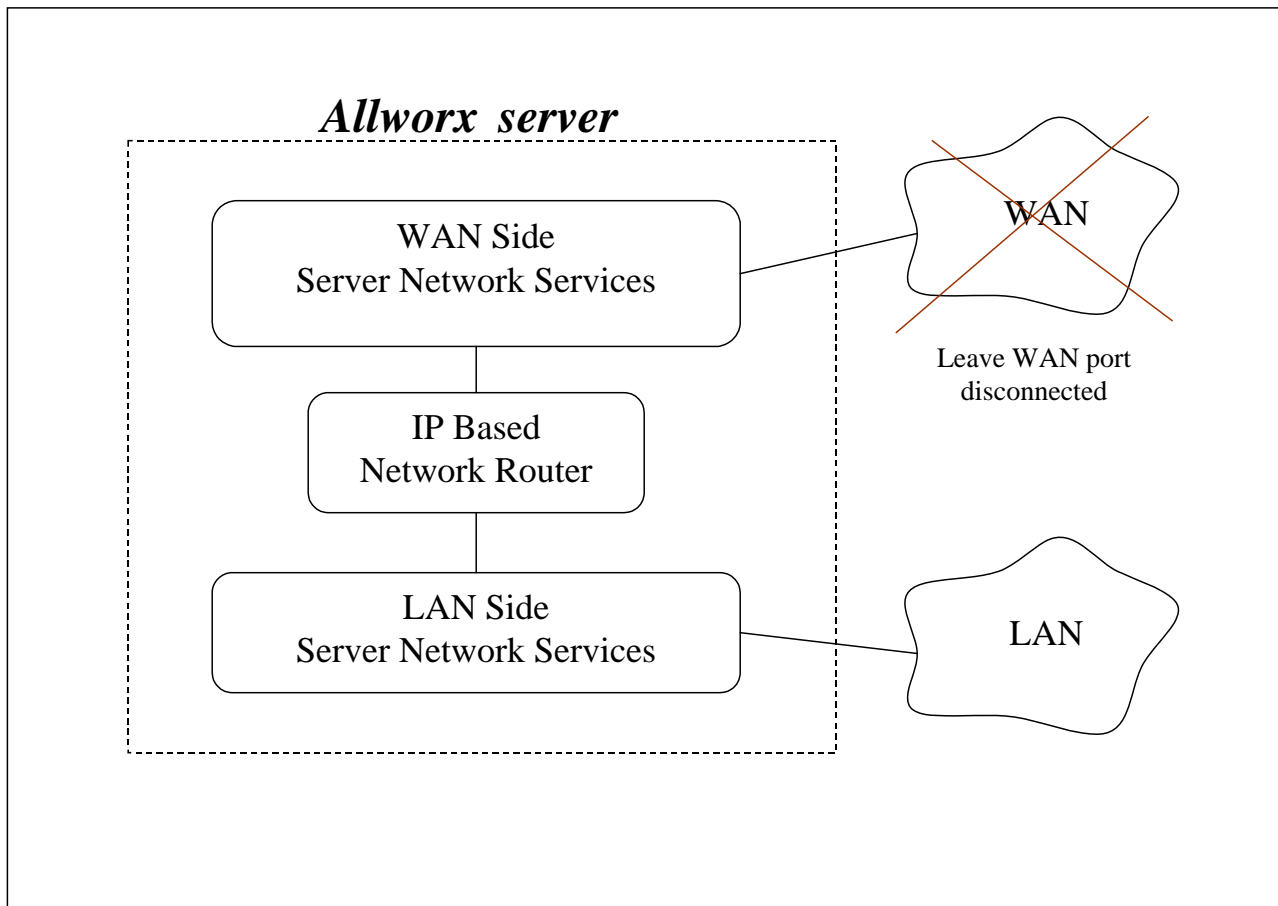 Allworx server
WAN Side
Server Network Services
WAN
Leave WAN port
disconnected
IP Based
Network Router
LAN Side
Server Network Services
LAN